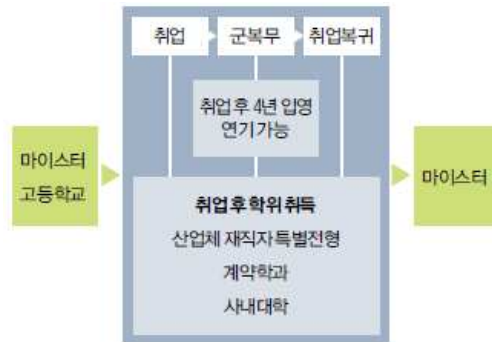 취업
군복무
취업복귀
취업 후 4년 입영
연기 가능
마이스터
고등학교
마이스터
취업 후 학위 취득
산업체 재직자 특별전형
계약학과
사내대학